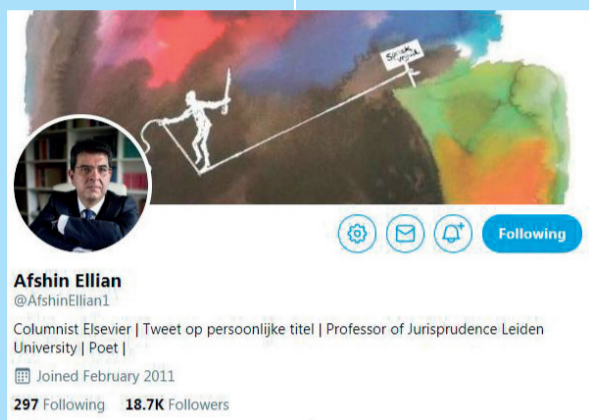 Following
Afshin Ellian
@AfshinEllian1
Columnist Elsevier | Tweet op persoonlijke titel | Professor of Jurisprudence Leiden
University | Poet |
Joined February 2011
297 Following 18.7K Followers